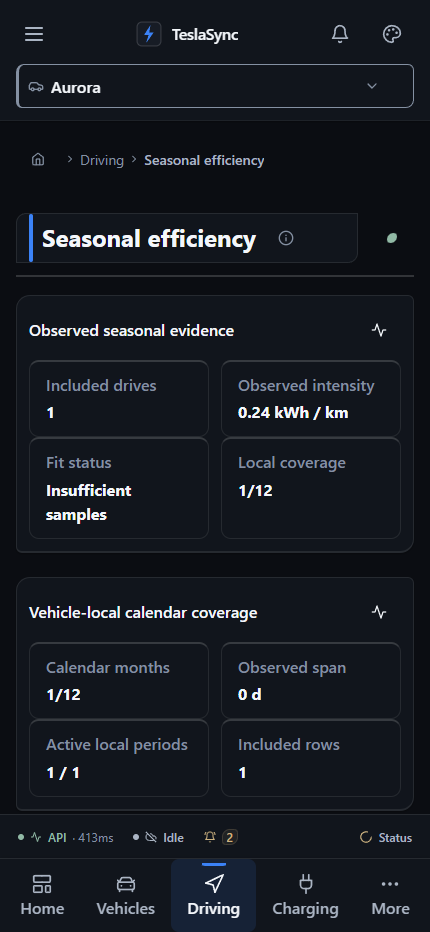 TeslaSync
Aurora
Driving
Seasonal efficiency
Seasonal efficiency
Observed seasonal evidence
Included drives
1
Observed intensity
0.24 kWh / km
Fit status
Insufficient
samples
Local coverage
1/12
Vehicle-local calendar coverage
Calendar months
1/12
Observed span
0 d
Active local periods
1 / 1
Included rows
1
API · 413ms
Idle
2
Status
Home
Vehicles
Driving
Charging
More